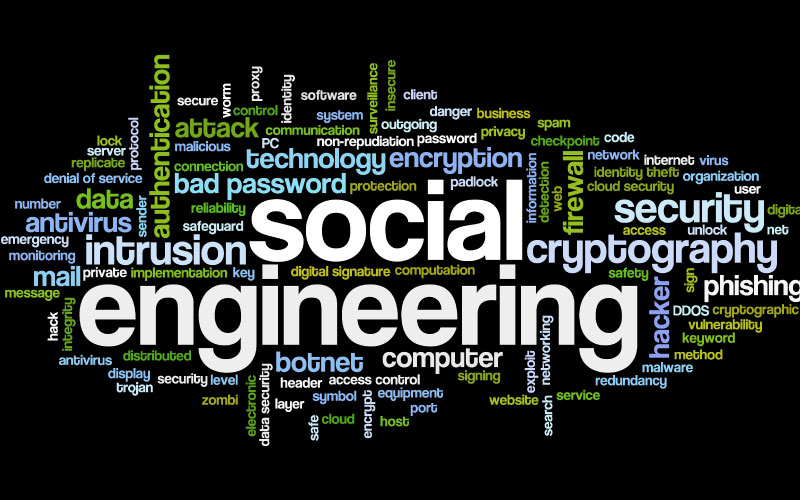 authentication
secure
worm
proxy
identity
software
surveillance
insecure
client
control
system
danger
business
attack
communication
outgoing
spam
lock
protocol
malicious
PC
non-repudiation
password
privacy
checkpoint
code
server
replicate
connection
technology
encryption
information
detection
web
firewall
network
internet
virus
denial of service
bad password
protection
padlock
identity theft
organization
cloud security
user
number
data
sender
reliability
social
security
digita
antivirus
safeguard
access
unlock
net
emergency
monitoring
intrusion
cryptography
mail
private
implementation
key
digital signature
computation
safety
sign
phishing
message
hack
integrity
engineering
hacker
DDOS
cryptographic
vulnerability
keyword
antivirus
distributed
botnet
computer
exploit
networking
method
malware
display
trojan
security
level
header
access control
signing
redundancy
zombi
electronic
data security
layer
symbol
encrypt
equipment
port
website
search
service
safe
cloud
host